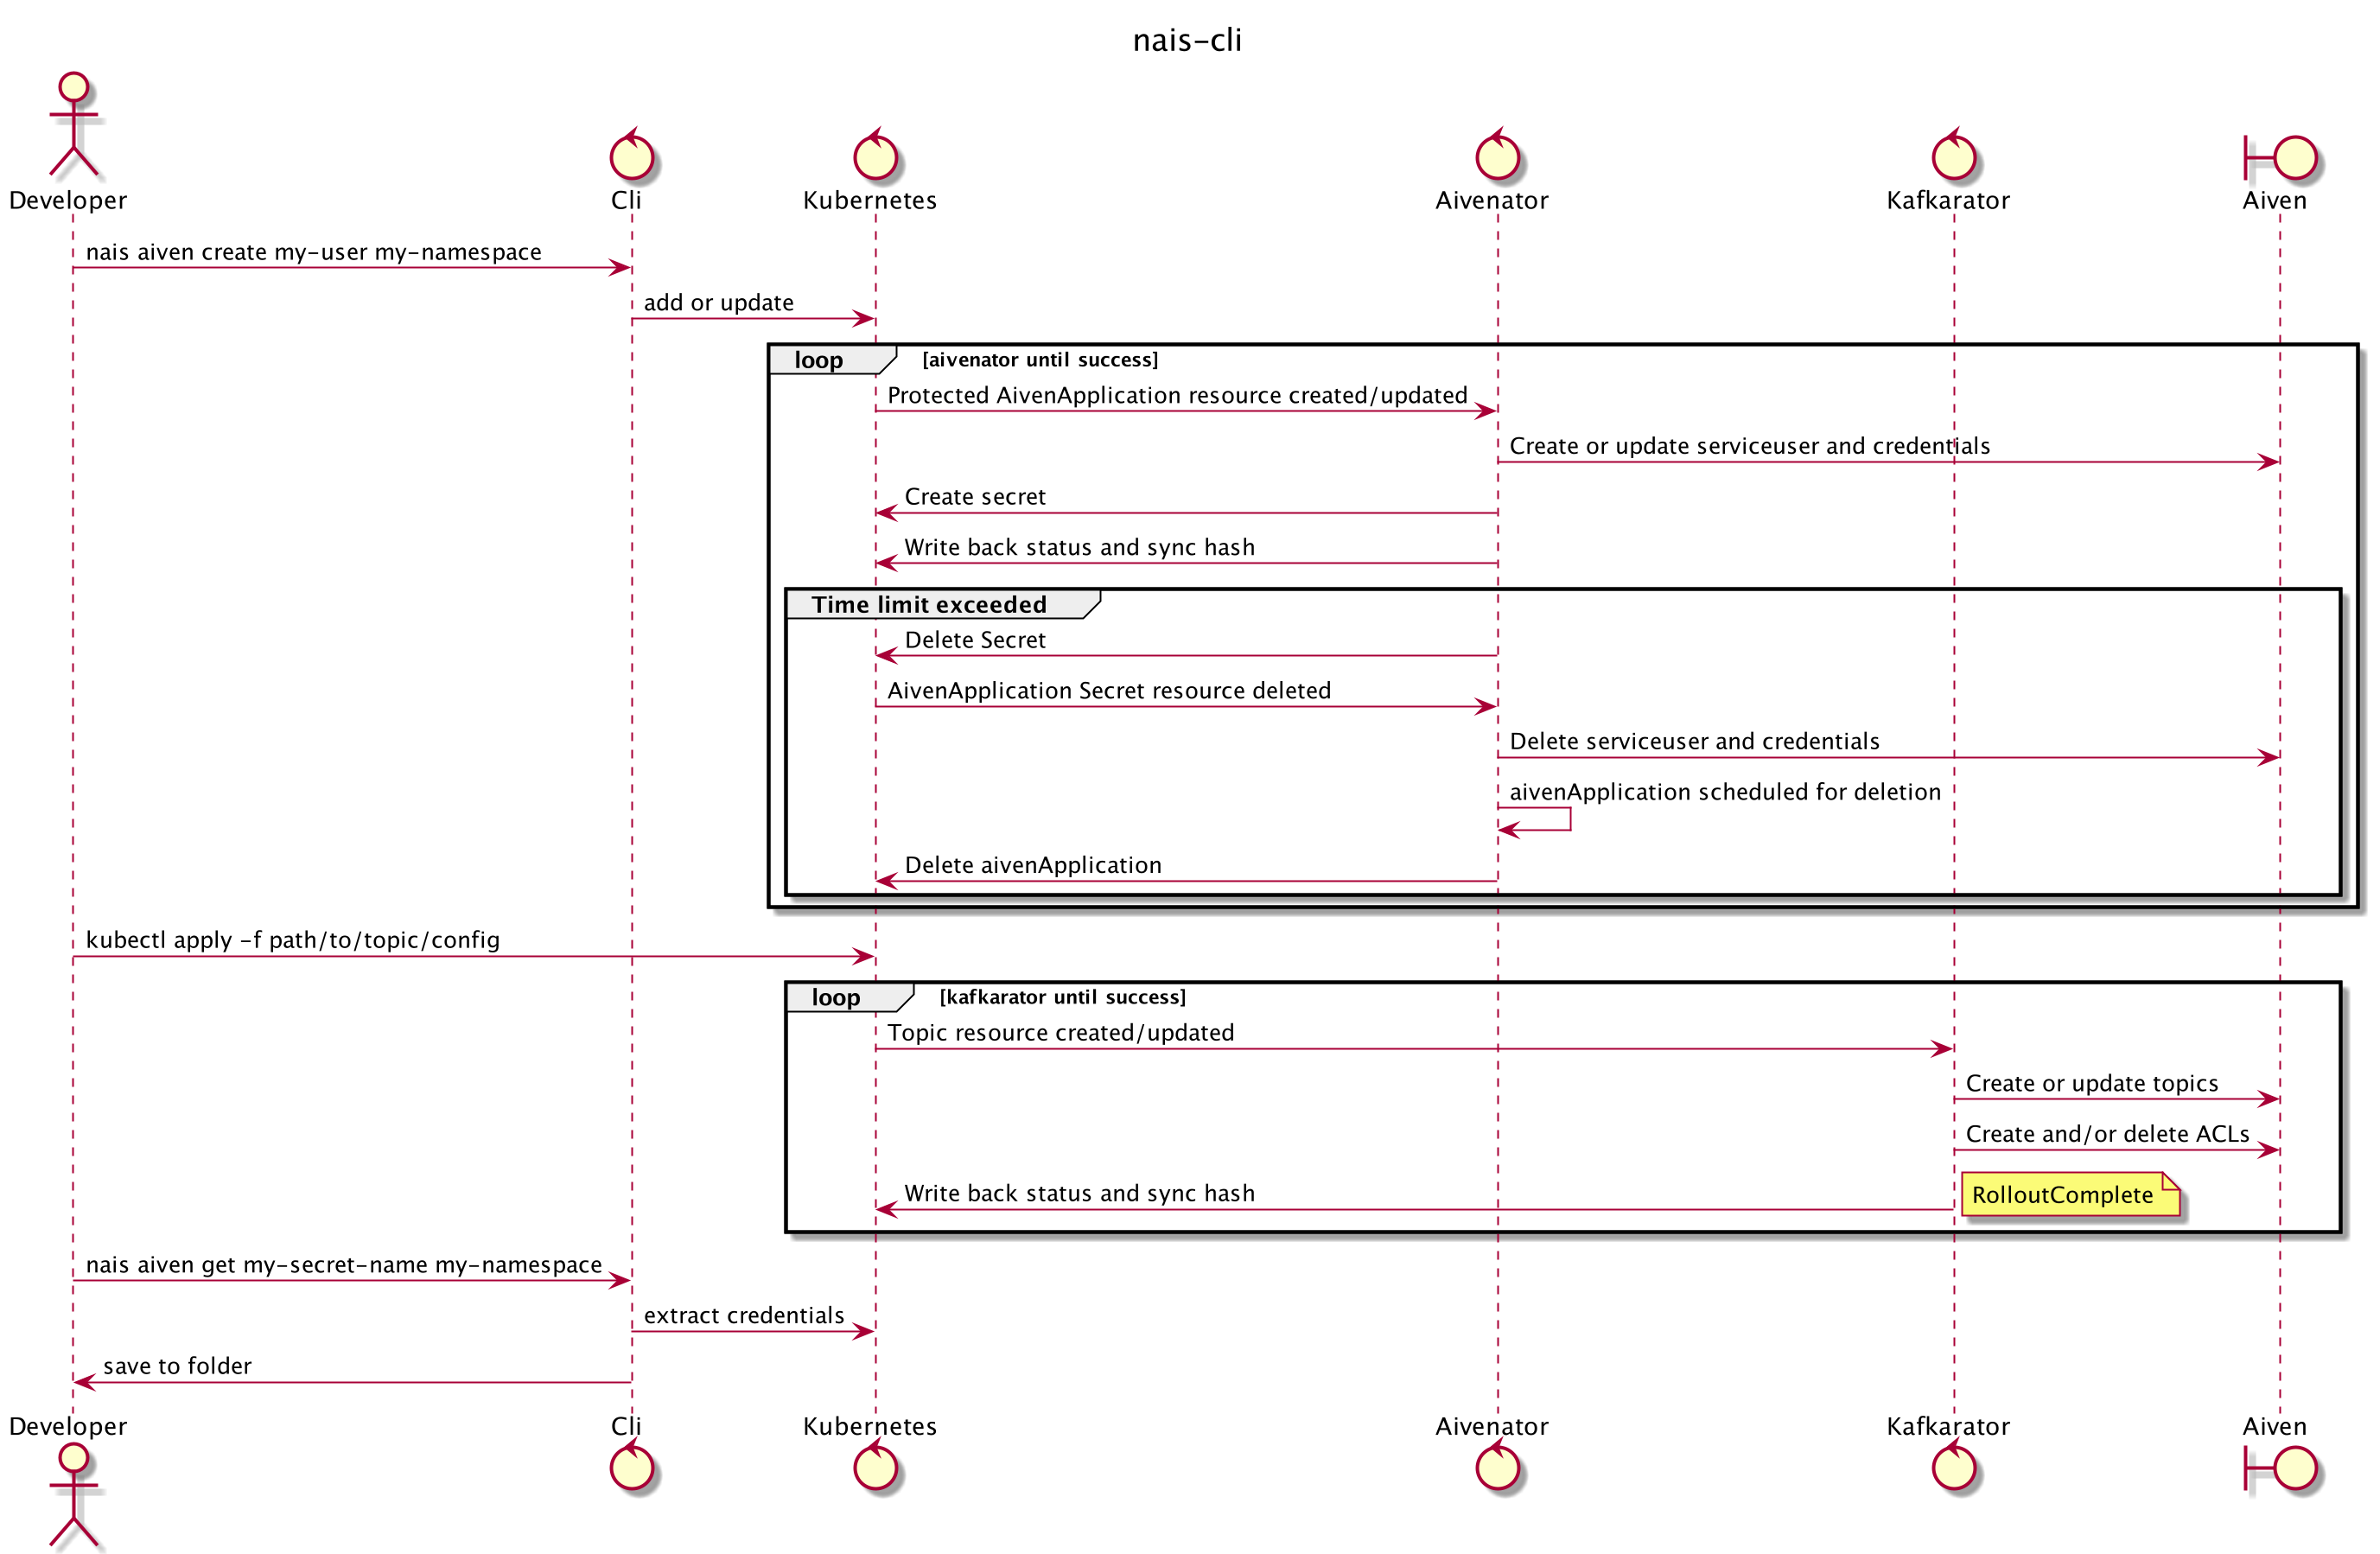 nais-cli
Developer
Cli
Kubernetes
Aivenator
Kafkarator
Aiven
nais aiven create my-user my-namespace
add or update
loop [aivenator until success]
Protected AivenApplication resource created/updated
Create or update serviceuser and credentials
Create secret
Write back status and sync hash
Time limit exceeded
Delete Secret
AivenApplication Secret resource deleted
Delete serviceuser and credentials
aivenApplication scheduled for deletion
Delete aivenApplication
kubectl apply -f path/to/topic/config
loop [kafkarator until success]
Topic resource created/updated
Create or update topics
Create and/or delete ACLs
Write back status and sync hash
RolloutComplete
nais aiven get my-secret-name my-namespace
extract credentials
save to folder
Developer
Cli
Kubernetes
Aivenator
Kafkarator
Aiven